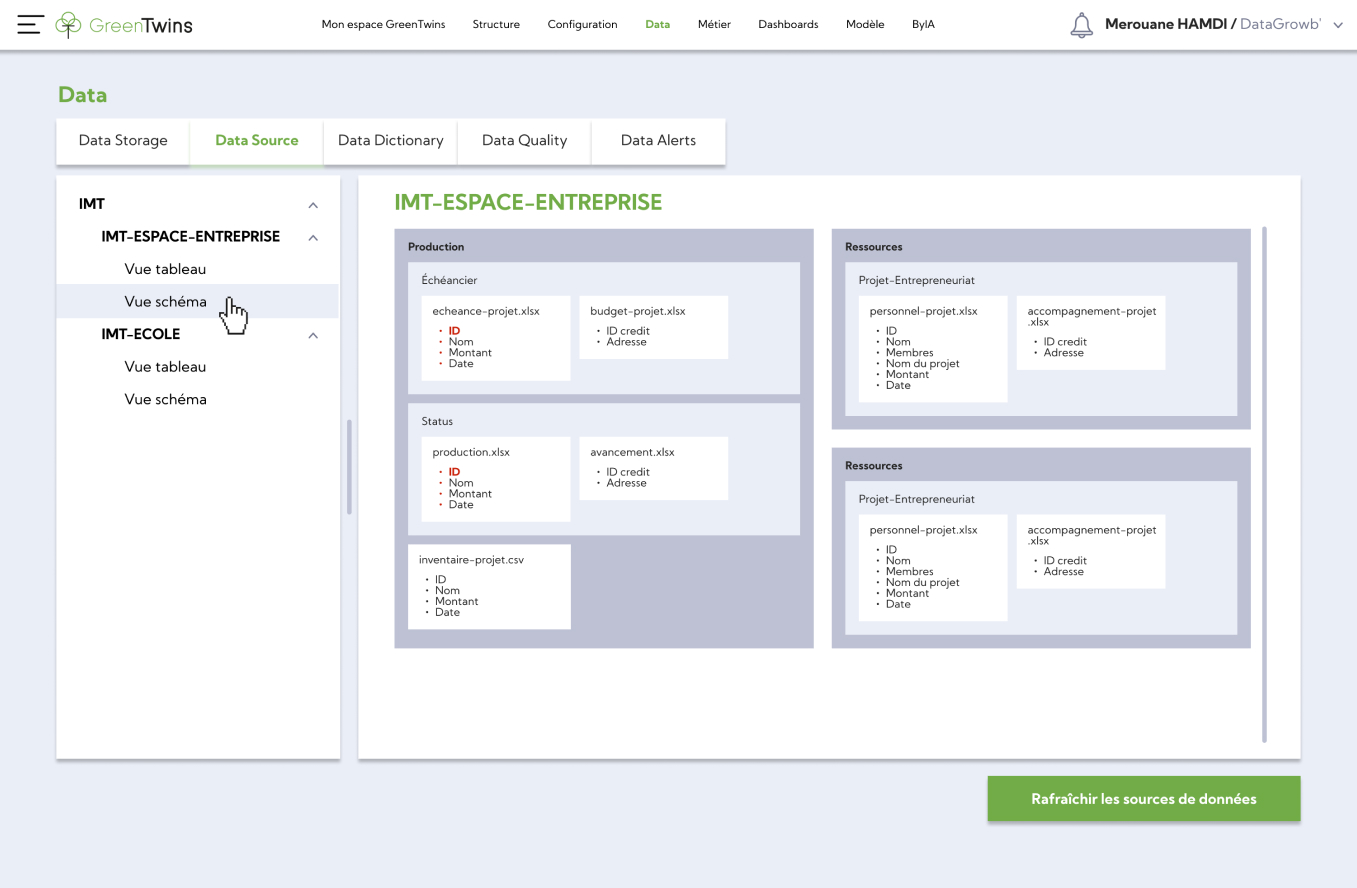 GreenTwins
Mon espace GreenTwins Structure Configuration Data Métier Dashboards Modèle ByIA
Merouane HAMDI / DataGrowb'
Data
Data Storage Data Source Data Dictionary Data Quality Data Alerts
IMT
IMT-ESPACE-ENTREPRISE
Vue tableau
Vue schéma
IMT-ECOLE
Vue tableau
Vue schéma
IMT-ESPACE-ENTREPRISE
Production
Échéancier
echeance-projet.xlsx
• ID
• Nom
• Montant
• Date
budget-projet.xlsx
• ID credit
• Adresse
Status
production.xlsx
• ID
• Nom
• Montant
• Date
avancement.xlsx
• ID credit
• Adresse
inventaire-projet.csv
• ID
• Nom
• Montant
• Date
Ressources
Projet-Entrepreneuriat
personnel-projet.xlsx
• ID
• Nom
• Membres
• Nom du projet
• Montant
• Date
accompagnement-projet
.xlsx
• ID credit
• Adresse
Ressources
Projet-Entrepreneuriat
personnel-projet.xlsx
• ID
• Nom
• Membres
• Nom du projet
• Montant
• Date
accompagnement-projet
.xlsx
• ID credit
• Adresse
Rafraîchir les sources de données